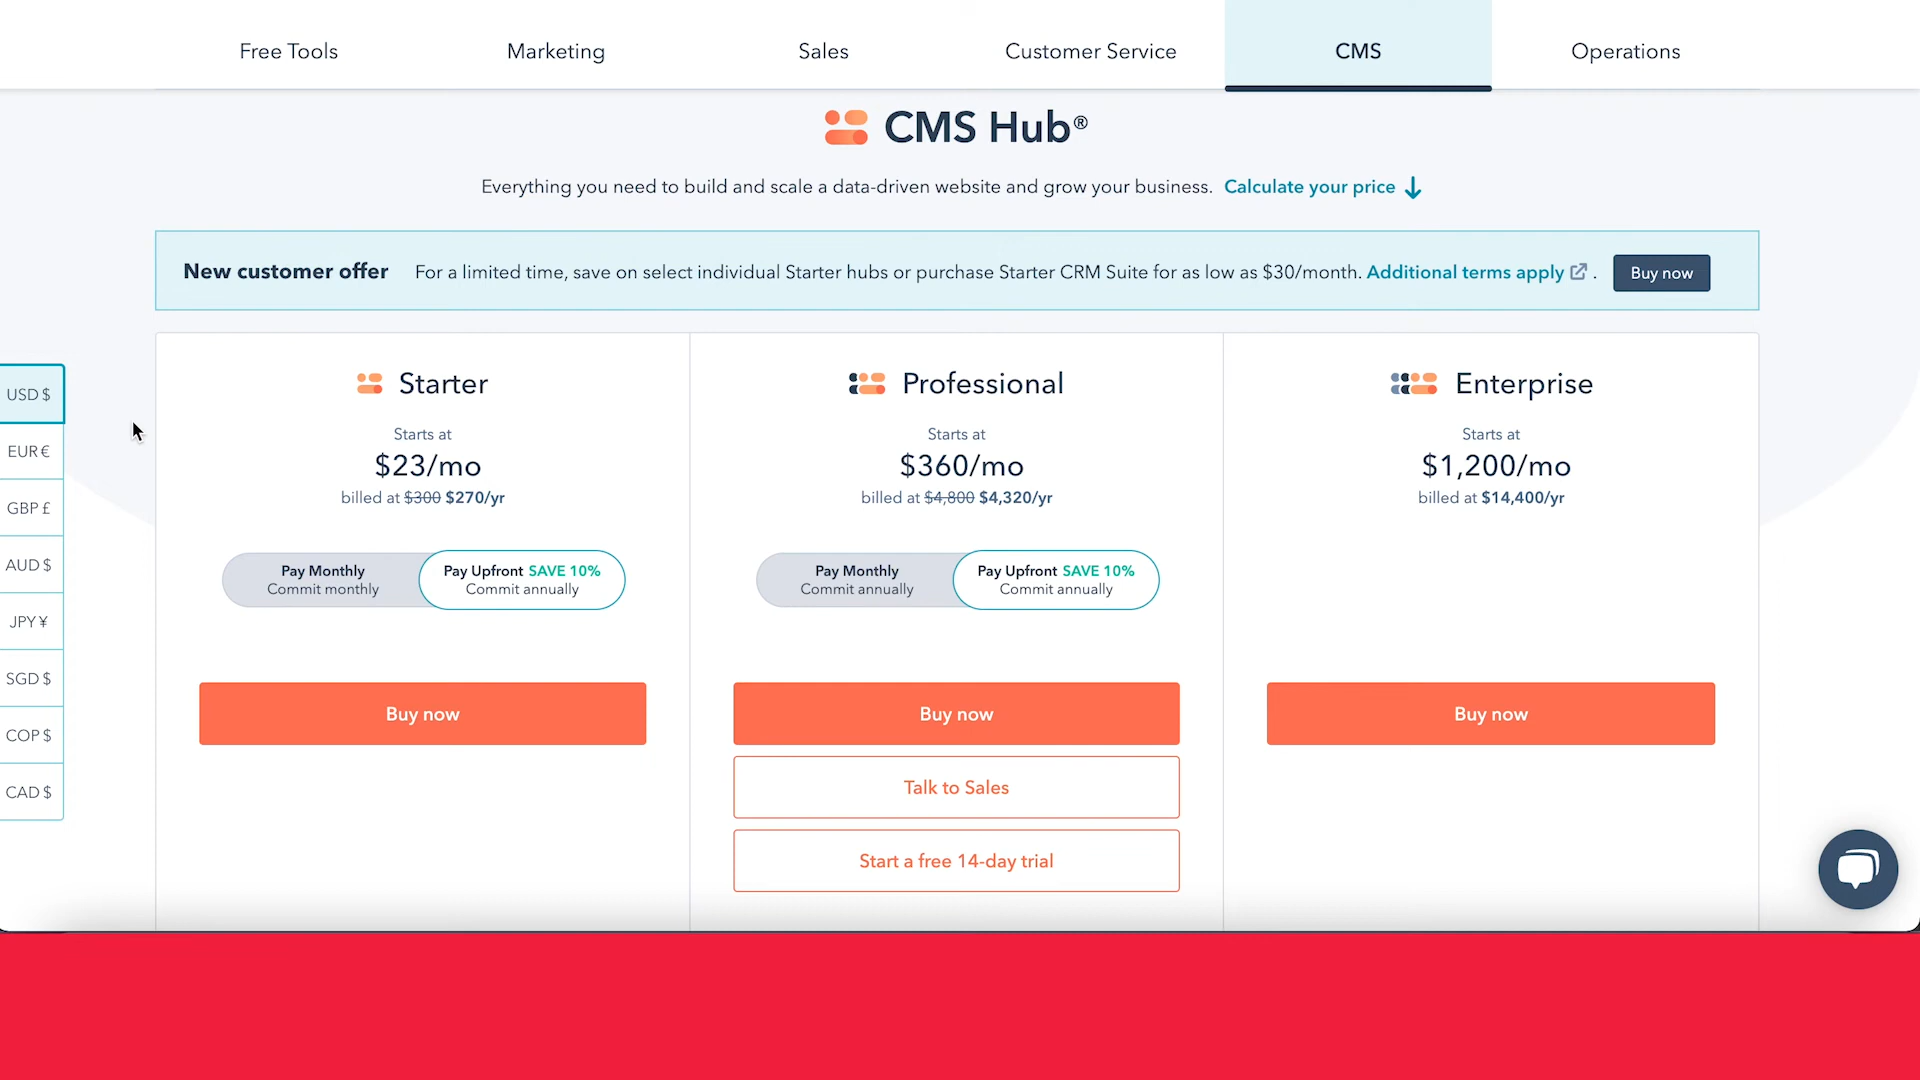 Free Tools
Marketing
Sales
Customer Service
CMS
Operations
CMS Hub®
Everything you need to build and scale a data-driven website and grow your business. Calculate your price
New customer offer For a limited time, save on select individual Starter hubs or purchase Starter CRM Suite for as low as $30/month. Additional terms apply . Buy now
USD $
EUR €
GBP £
AUD $
JPY ¥
SGD $
COP $
CAD $
Starter
Starts at
$23/mo
billed at $300 $270/yr
Pay Monthly
Commit monthly
Pay Upfront SAVE 10%
Commit annually
Buy now
Professional
Starts at
$360/mo
billed at $4,800 $4,320/yr
Pay Monthly
Commit annually
Pay Upfront SAVE 10%
Commit annually
Buy now
Talk to Sales
Start a free 14-day trial
Enterprise
Starts at
$1,200/mo
billed at $14,400/yr
Buy now